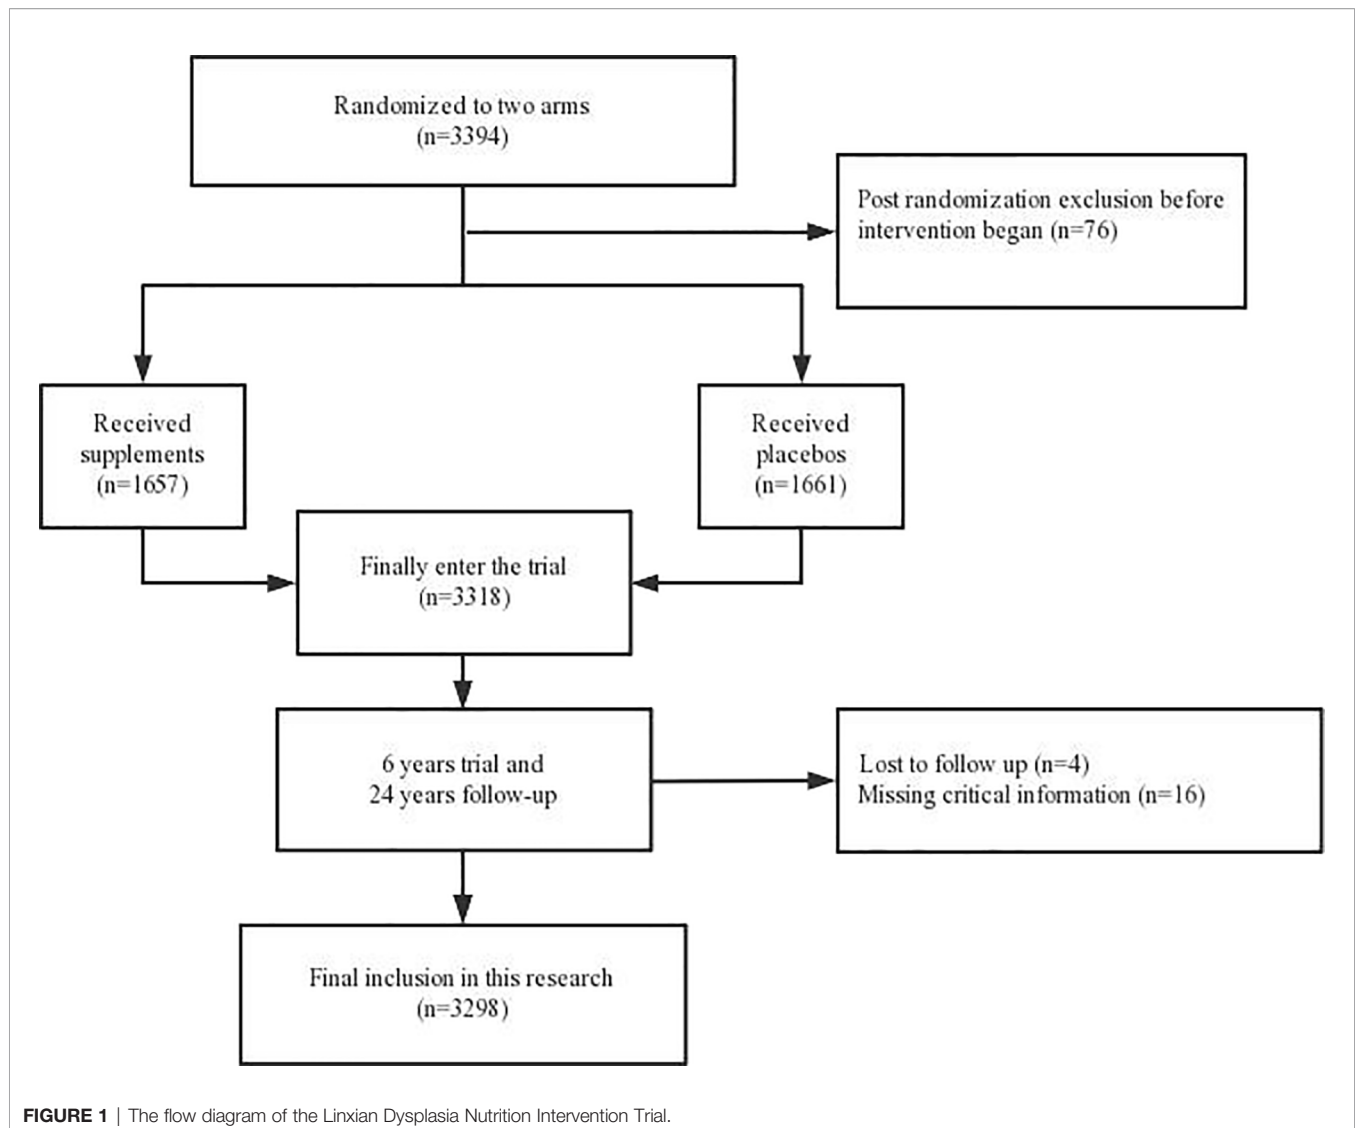 Randomized to two arms
(n=3394)
Post randomization exclusion before
intervention began (n=76)
Received
supplements
(n=1657)
Received
placebos
(n=1661)
Finally enter the trial
(n=3318)
6 years trial and
24 years follow-up
Lost to follow up (n=4)
Missing critical information (n=16)
Final inclusion in this research
(n=3298)
FIGURE 1 | The flow diagram of the Linxian Dysplasia Nutrition Intervention Trial.